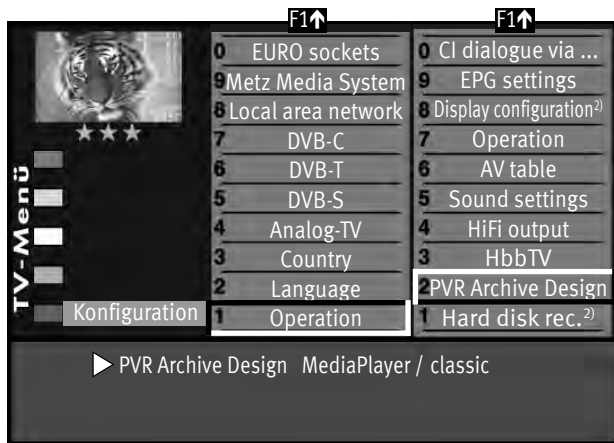 F1↑
0 EURO sockets
9 Metz Media System
8 Local area network
7 DVB-C
6 DVB-T
5 DVB-S
4 Analog-TV
3 Country
2 Language
1 Operation
F1↑
0 CI dialogue via ...
9 EPG settings
8 Display configuration2)
7 Operation
6 AV table
5 Sound settings
4 HiFi output
3 HbbTV
2 PVR Archive Design
1 Hard disk rec.2)
TV-Menü
Konfiguration
PVR Archive Design MediaPlayer / classic